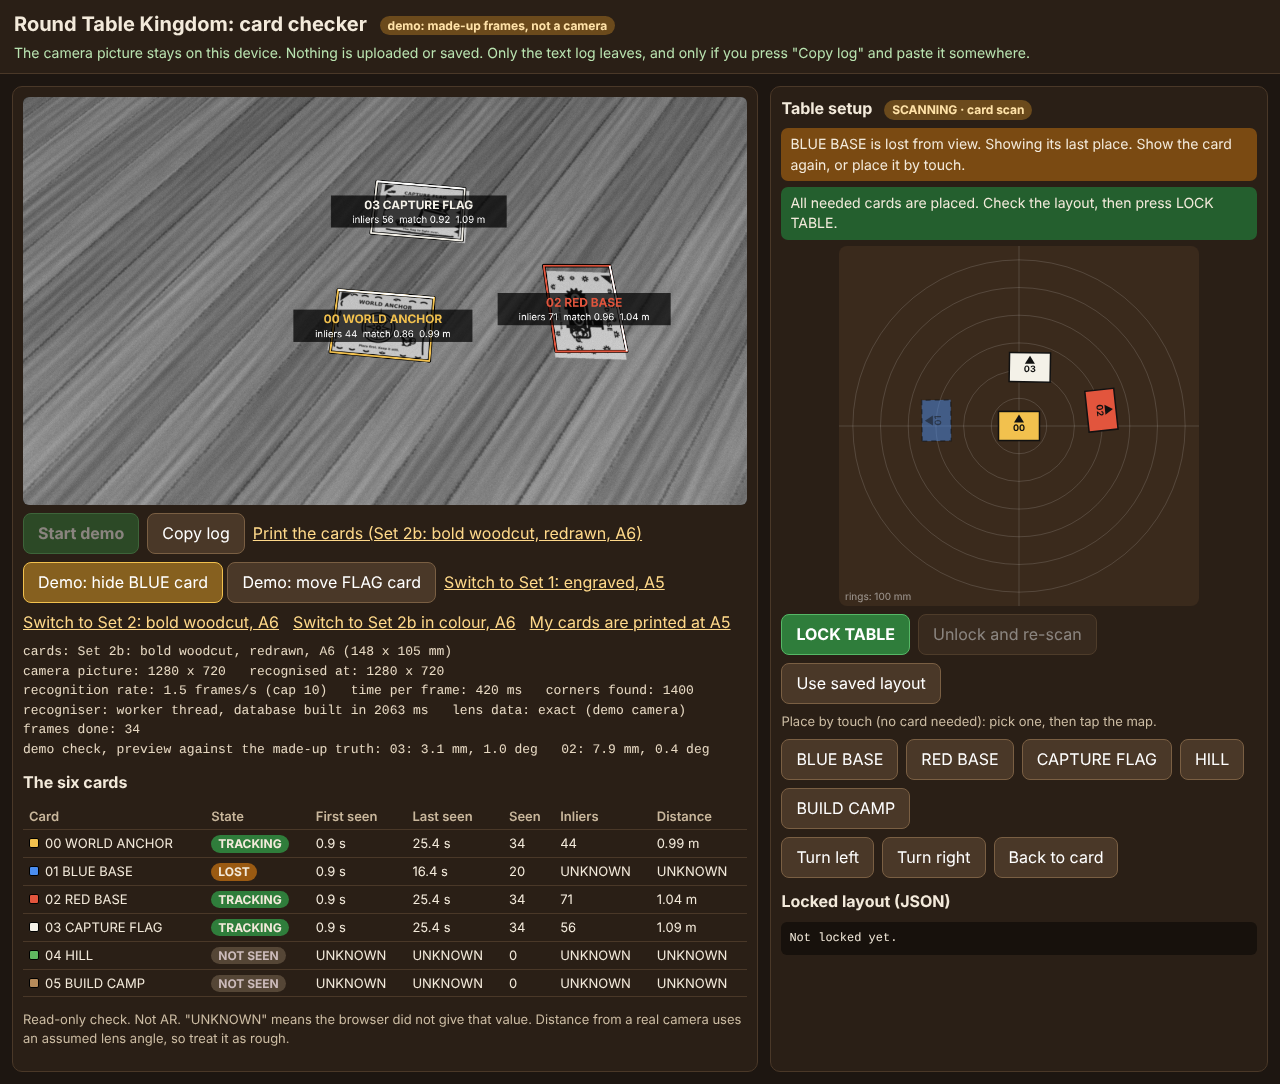 Round Table Kingdom: card checker demo: made-up frames, not a camera
The camera picture stays on this device. Nothing is uploaded or saved. Only the text log leaves, and only if you press "Copy log" and paste it somewhere.
03 CAPTURE FLAG
inliers 56 match 0.92 1.09 m
WORLD ANCHOR
00 WORLD ANCHOR
inliers 44 match 0.86 0.99 m
02 RED BASE
inliers 71 match 0.96 1.04 m
Start demo Copy log Print the cards (Set 2b: bold woodcut, redrawn, A6)
Demo: hide BLUE card Demo: move FLAG card Switch to Set 1: engraved, A5
Switch to Set 2: bold woodcut, A6 Switch to Set 2b in colour, A6 My cards are printed at A5
cards: Set 2b: bold woodcut, redrawn, A6 (148 x 105 mm)
camera picture: 1280 x 720 recognised at: 1280 x 720
recognition rate: 1.5 frames/s (cap 10) time per frame: 420 ms corners found: 1400
recogniser: worker thread, database built in 2063 ms lens data: exact (demo camera)
frames done: 34
demo check, preview against the made-up truth: 03: 3.1 mm, 1.0 deg 02: 7.9 mm, 0.4 deg
The six cards
Card State First seen Last seen Seen Inliers Distance
00 WORLD ANCHOR TRACKING 0.9 s 25.4 s 34 44 0.99 m
01 BLUE BASE LOST 0.9 s 16.4 s 20 UNKNOWN UNKNOWN
02 RED BASE TRACKING 0.9 s 25.4 s 34 71 1.04 m
03 CAPTURE FLAG TRACKING 0.9 s 25.4 s 34 56 1.09 m
04 HILL NOT SEEN UNKNOWN UNKNOWN 0 UNKNOWN UNKNOWN
05 BUILD CAMP NOT SEEN UNKNOWN UNKNOWN 0 UNKNOWN UNKNOWN
Read-only check. Not AR. "UNKNOWN" means the browser did not give that value. Distance from a real camera uses
an assumed lens angle, so treat it as rough.
Table setup SCANNING · card scan
BLUE BASE is lost from view. Showing its last place. Show the card
again, or place it by touch.
All needed cards are placed. Check the layout, then press LOCK
TABLE.
03
01
02
00
rings: 100 mm
LOCK TABLE Unlock and re-scan
Use saved layout
Place by touch (no card needed): pick one, then tap the map.
BLUE BASE RED BASE CAPTURE FLAG HILL
BUILD CAMP
Turn left Turn right Back to card
Locked layout (JSON)
Not locked yet.